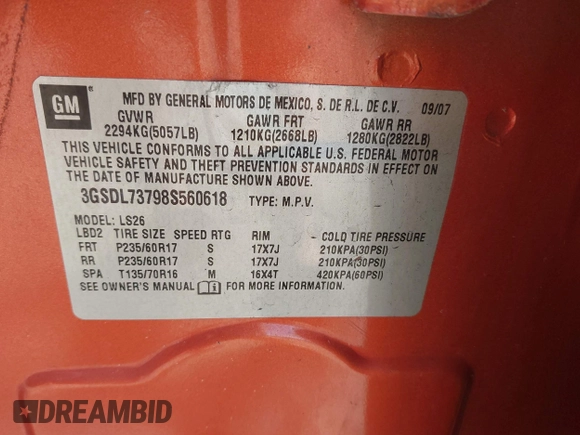 GM
MFD BY GENERAL MOTORS DE MEXICO, S. DE R.L. DE C.V. 09/07
GVWR GAWR FRT GAWR RR
2294KG(5057LB) 1210KG(2668LB) 1280KG(2822LB)
THIS VEHICLE CONFORMS TO ALL APPLICABLE U.S. FEDERAL MOTOR
VEHICLE SAFETY AND THEFT PREVENTION STANDARDS IN EFFECT ON
THE DATE OF MANUFACTURE SHOWN ABOVE.
3GSDL73798S560618 TYPE: M.P.V.
MODEL: LS26
LBD2 TIRE SIZE SPEED RTG RIM COLD TIRE PRESSURE
FRT P235/60R17 S 17X7J 210KPA(30PSI)
RR P235/60R17 S 17X7J 210KPA(30PSI)
SPA T135/70R16 M 16X4T 420KPA(60PSI)
SEE OWNER'S MANUAL i FOR MORE INFORMATION.
DREAMBID